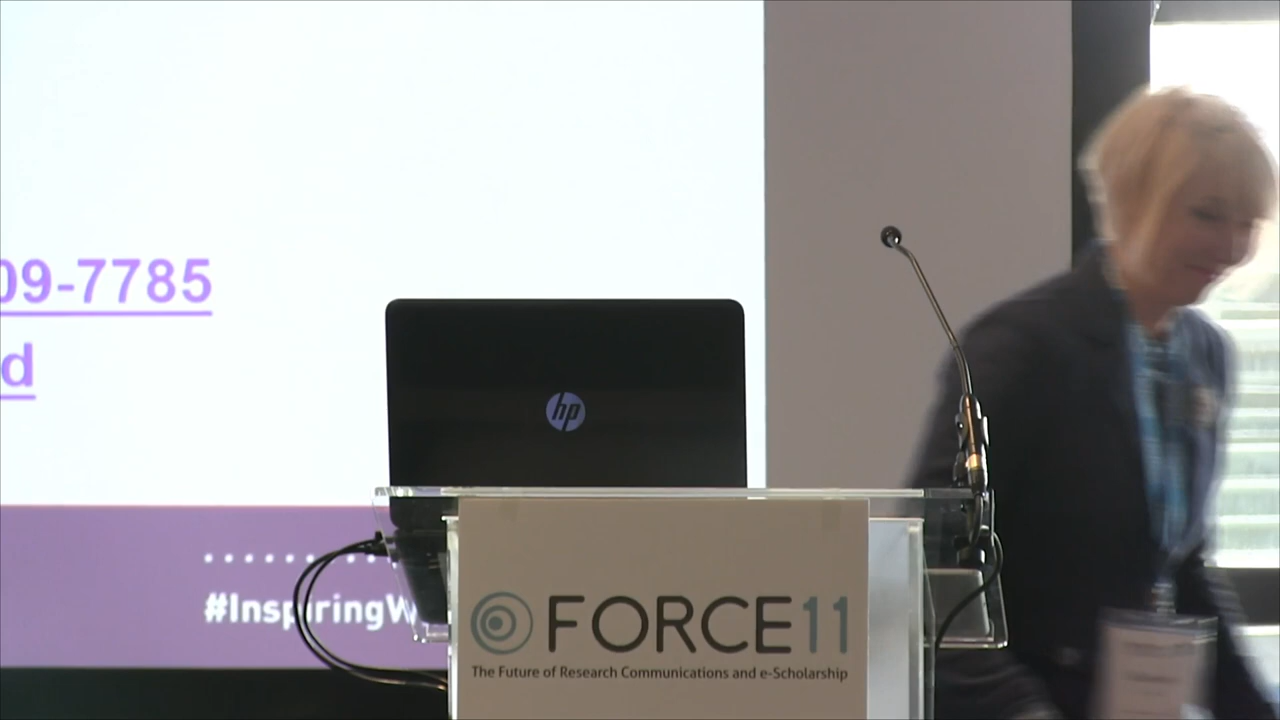 09-7785
d
#InspiringW
hp
FORCE11
The Future of Research Communications and e-Scholarship